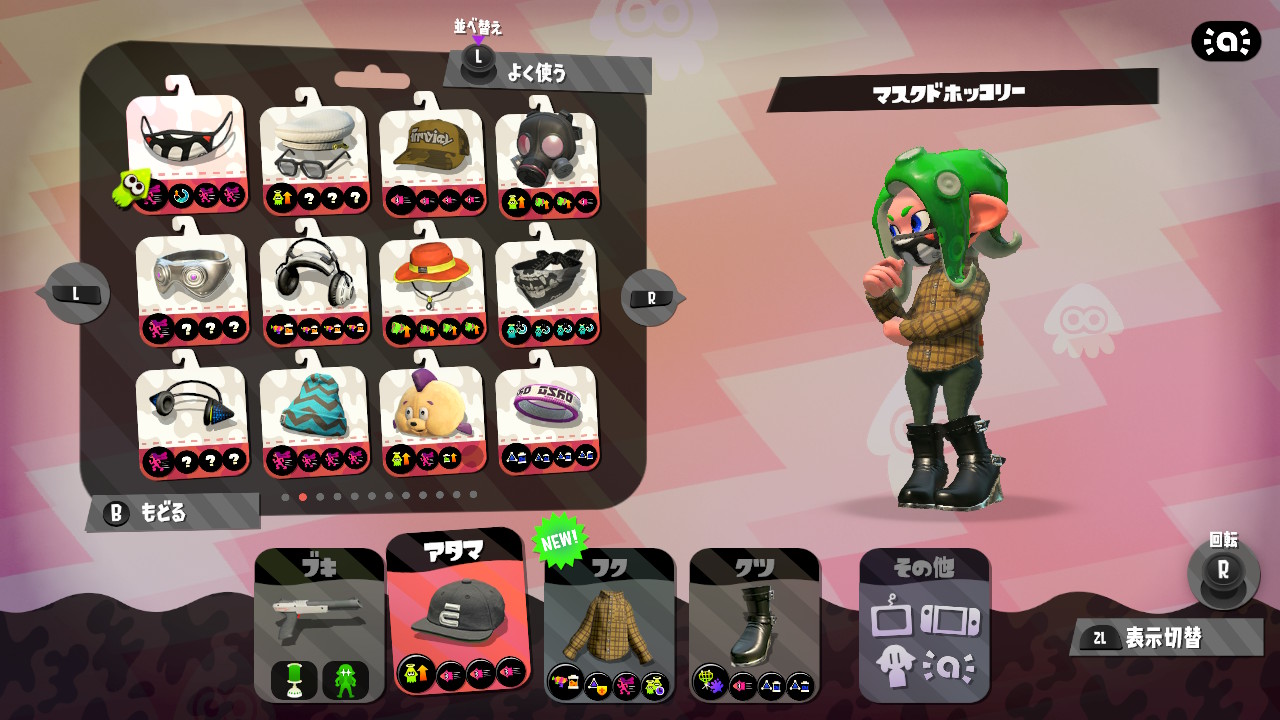 並べ替え
L
よく使う
a
マスクドホッコリー
?
?
?
L
R
?
?
?
?
?
?
B
もどる
NEW!
ブキ
アタマ
フク
クツ
その他
E
a
回転
R
ZL
表示切替